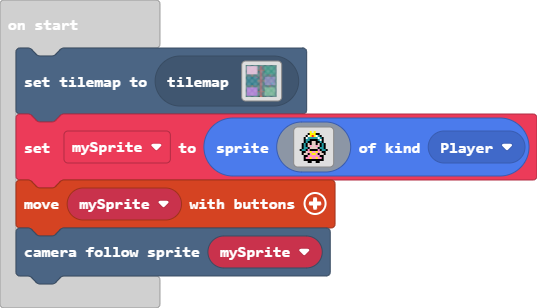 on start
set tilemap to tilemap
set mySprite to sprite of kind Player
move mySprite with buttons
camera follow sprite mySprite